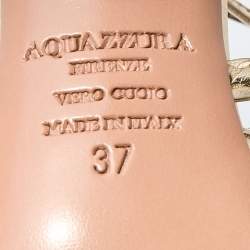 AQUAZZURA
FIRENZE
VERO CUOIO
MADE IN ITALY
37